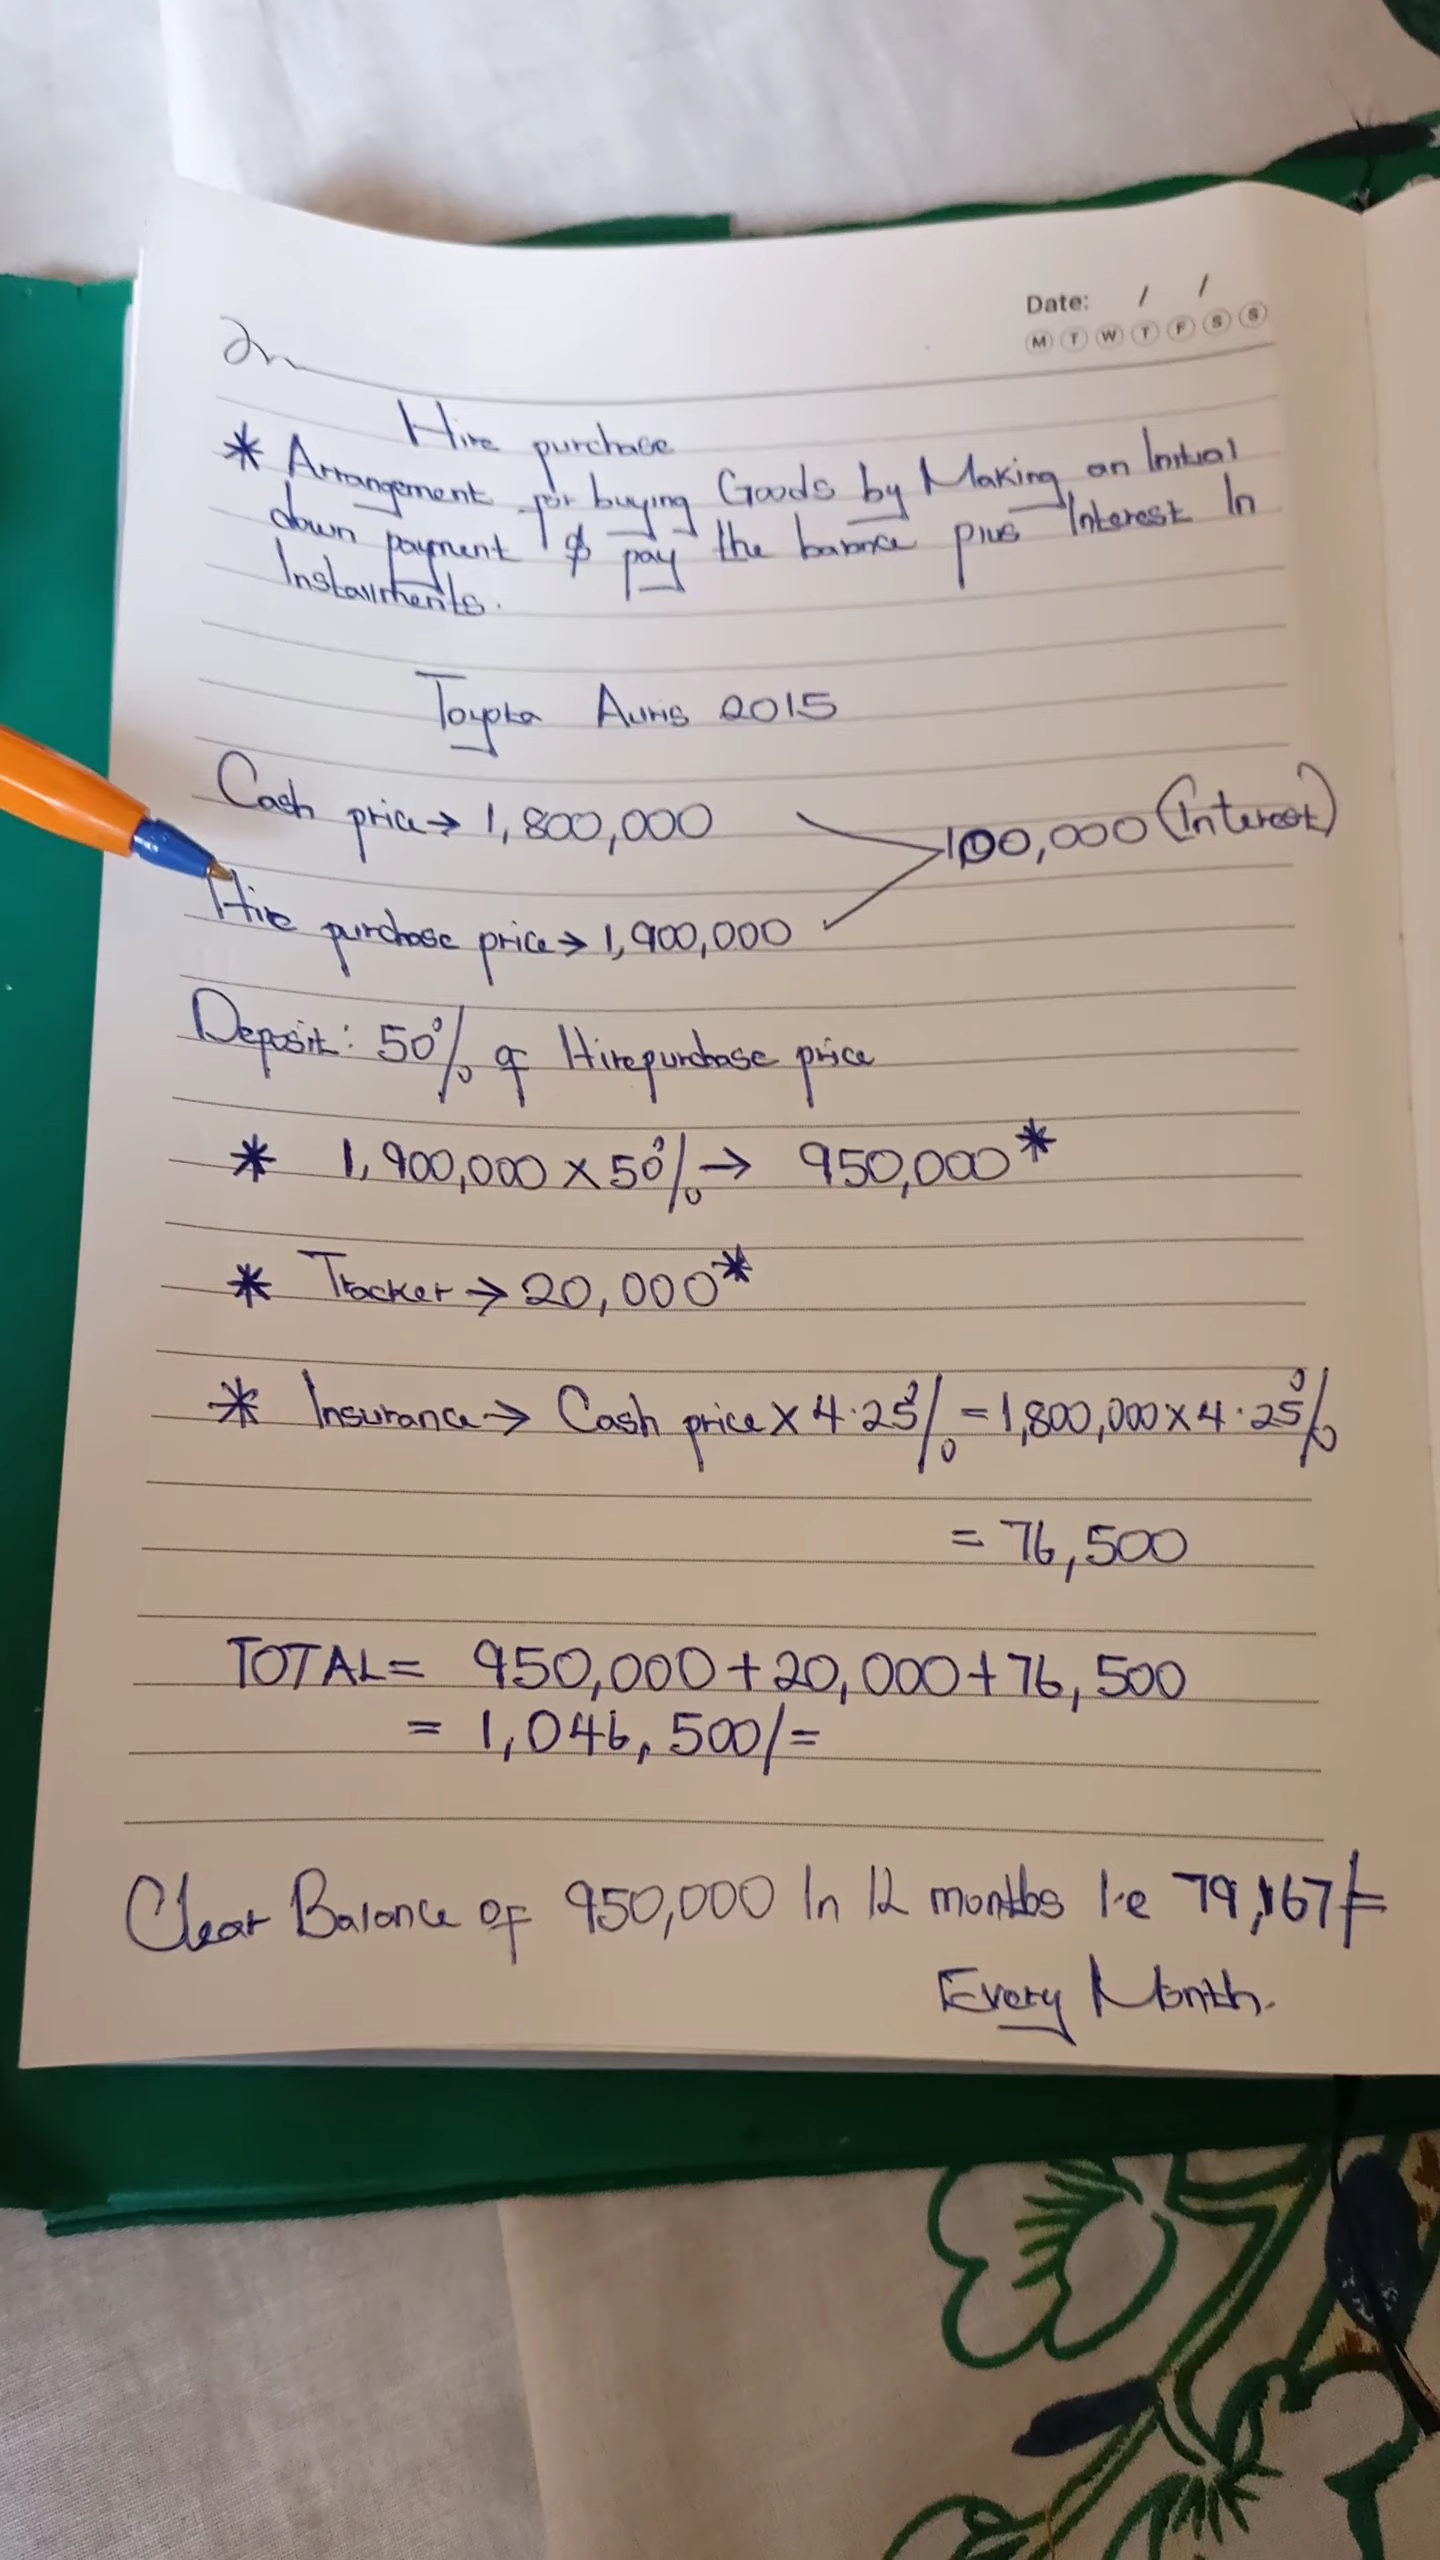 Date: / /
M T W T F S S
Hire purchase
* Arrangement for buying Goods by Making an Initial
down payment & pay the balance plus Interest In
Instalments.
Toyota Auris 2015
Cash price → 1,800,000
100,000 (Interest)
Hire purchase price → 1,900,000
Deposit: 50% of Hirepurchase price
* 1,900,000 x 50% → 950,000*
* Tracker → 20,000*
* Insurance → Cash price x 4.25% = 1,800,000 x 4.25%
= 76,500
TOTAL = 950,000 + 20,000 + 76,500
= 1,046,500/=
Clear Balance of 950,000 In 12 months I.e 79,167/=
Every Month.